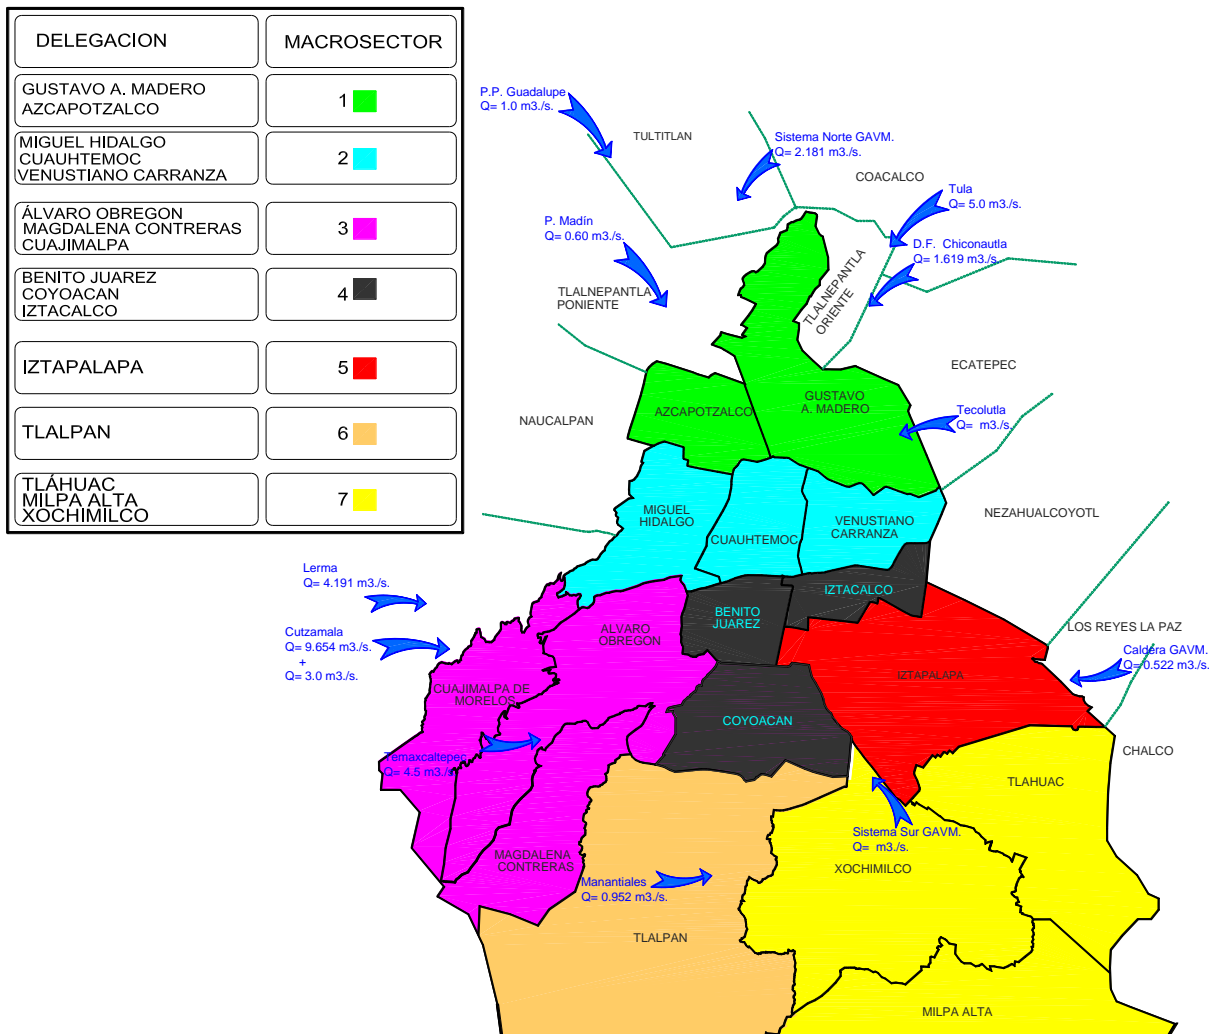 DELEGACION
MACROSECTOR
GUSTAVO A. MADERO
AZCAPOTZALCO
1
MIGUEL HIDALGO
CUAUHTEMOC
VENUSTIANO CARRANZA
2
ÁLVARO OBREGON
MAGDALENA CONTRERAS
CUAJIMALPA
3
BENITO JUAREZ
COYOACAN
IZTACALCO
4
IZTAPALAPA
5
TLALPAN
6
TLÁHUAC
MILPA ALTA
XOCHIMILCO
7
P.P. Guadalupe
Q= 1.0 m3./s.
TULTITLAN
Sistema Norte GAVM.
Q= 2.181 m3./s.
COACALCO
Tula
Q= 5.0 m3./s.
P. Madín
Q= 0.60 m3./s.
D.F. Chiconautla
Q= 1.619 m3./s.
TLALNEPANTLA
PONIENTE
TLALNEPANTLA
ORIENTE
ECATEPEC
NAUCALPAN
AZCAPOTZALCO
GUSTAVO
A. MADERO
Tecolutla
Q= m3./s.
MIGUEL
HIDALGO
CUAUHTEMOC
VENUSTIANO
CARRANZA
NEZAHUALCOYOTL
Lerma
Q= 4.191 m3./s.
IZTACALCO
BENITO
JUAREZ
ALVARO
OBREGON
LOS REYES LA PAZ
Cutzamala
Q= 9.654 m3./s.
+
Q= 3.0 m3./s.
Caldera GAVM.
Q=0.522 m3./s.
IZTAPALAPA
CUAJIMALPA DE
MORELOS
COYOACAN
CHALCO
Temaxcaltepec
Q= 4.5 m3./s.
TLAHUAC
Sistema Sur GAVM.
Q= m3./s.
MAGDALENA
CONTRERAS
XOCHIMILCO
Manantiales
Q= 0.952 m3./s.
TLALPAN
MILPA ALTA